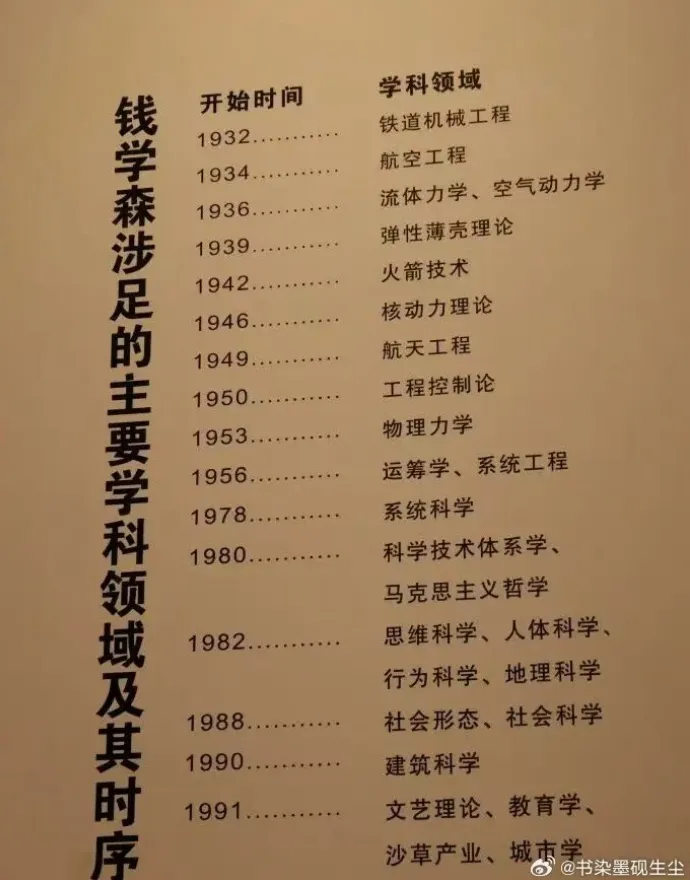 钱学森涉足的主要学科领域及其时序
开始时间 学科领域
1932........... 铁道机械工程
1934........... 航空工程
1936........... 流体力学、空气动力学
1939........... 弹性薄壳理论
1942........... 火箭技术
1946........... 核动力理论
1949........... 航天工程
1950........... 工程控制论
1953........... 物理力学
1956........... 运筹学、系统工程
1978........... 系统科学
1980........... 科学技术体系学、
马克思主义哲学
1982........... 思维科学、人体科学、
行为科学、地理科学
1988........... 社会形态、社会科学
1990........... 建筑科学
1991........... 文艺理论、教育学、
沙草产业、城市学
@书染墨砚生尘